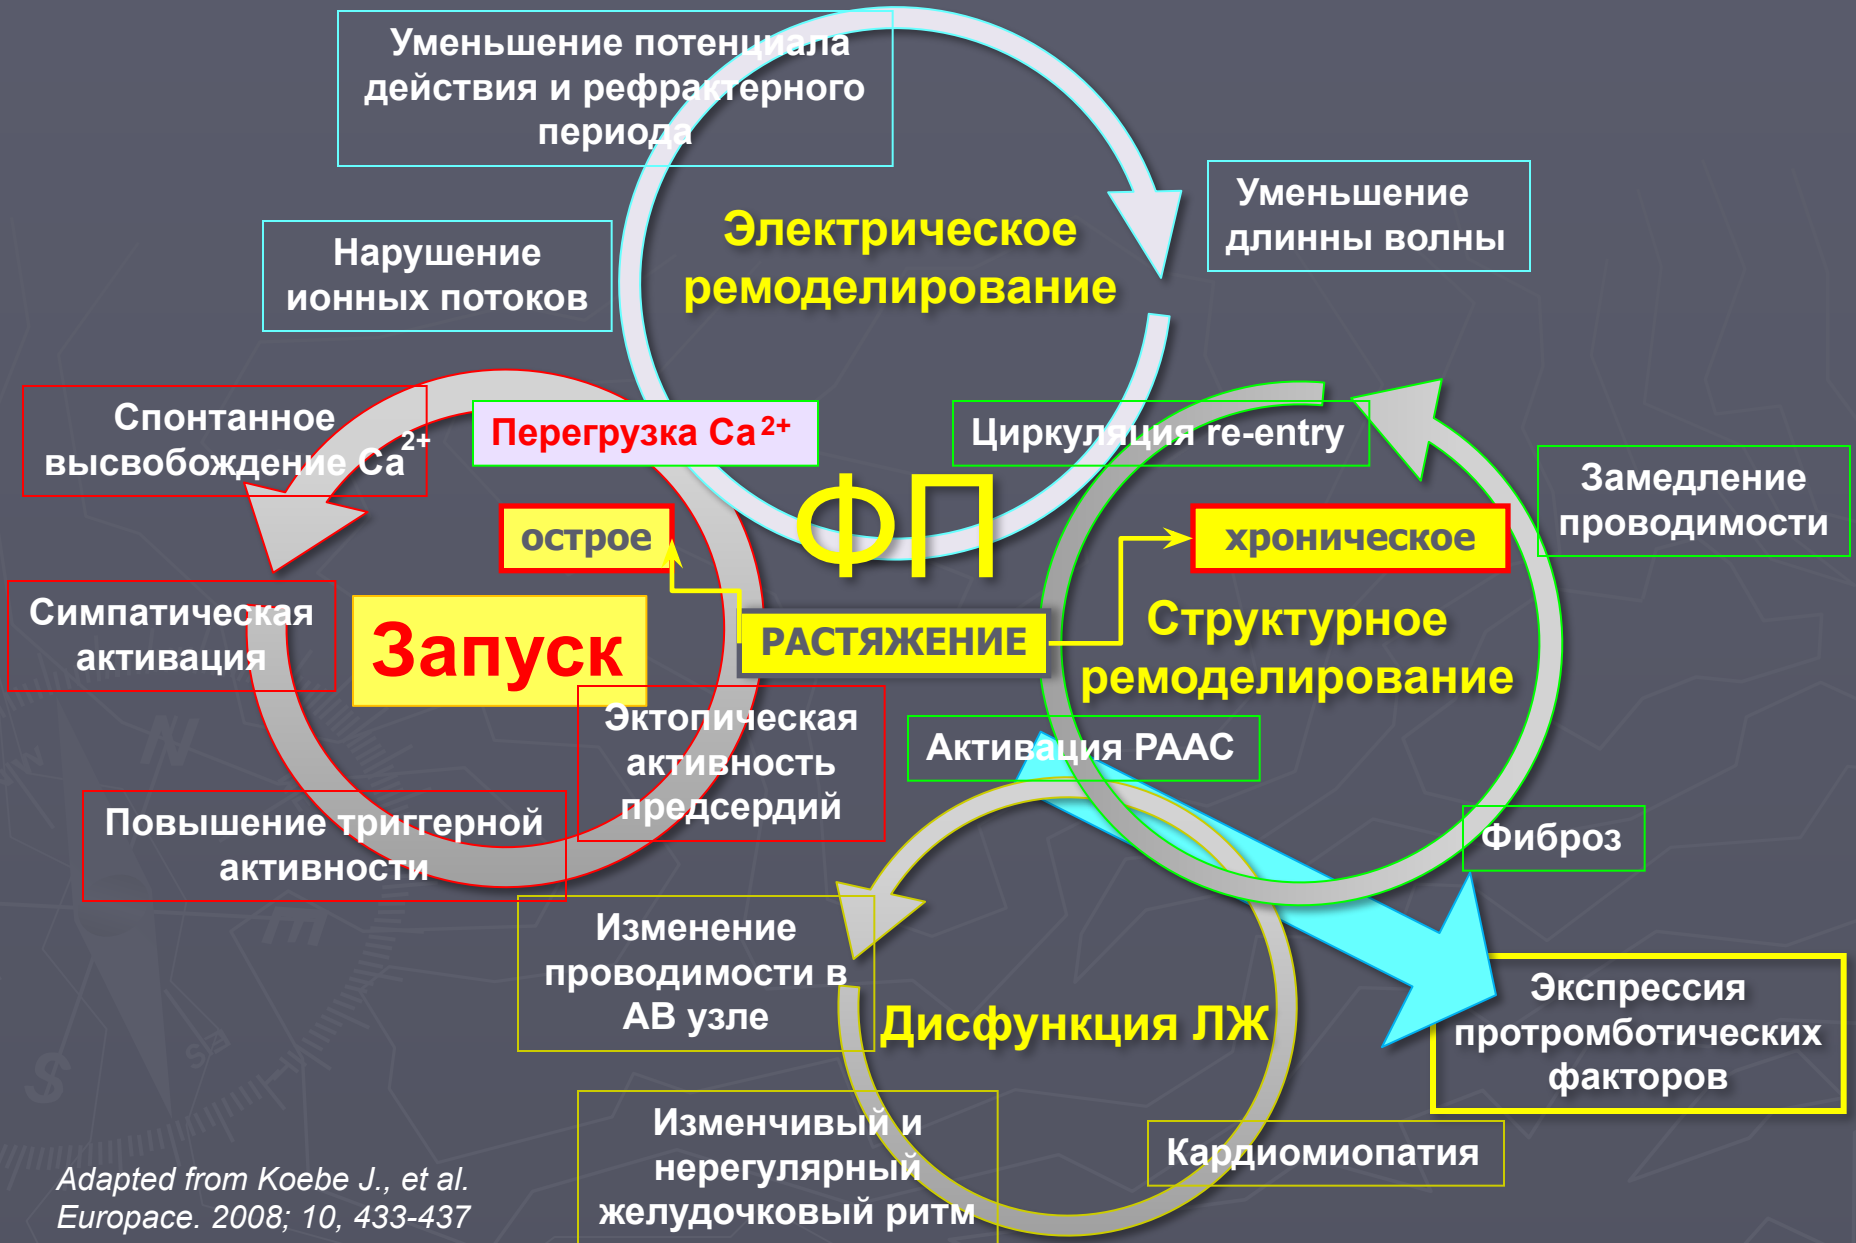 Уменьшение потенциала
действия и рефрактерного
периода
Уменьшение
длинны волны
Электрическое
ремоделирование
Нарушение
ионных потоков
Спонтанное
высвобождение Ca2+
Перегрузка Ca2+
Циркуляция re-entry
Замедление
проводимости
ФП
острое
хроническое
Симпатическая
активация
Запуск
РАСТЯЖЕНИЕ
Структурное
ремоделирование
Эктопическая
активность
предсердий
Активация РААС
Повышение триггерной
активности
Фиброз
Изменение
проводимости в
АВ узле
Дисфункция ЛЖ
Экспрессия
протромботических
факторов
Изменчивый и
нерегулярный
желудочковый ритм
Кардиомиопатия
Adapted from Koebe J., et al.
Europace. 2008; 10, 433-437
N
W
E
S
SE